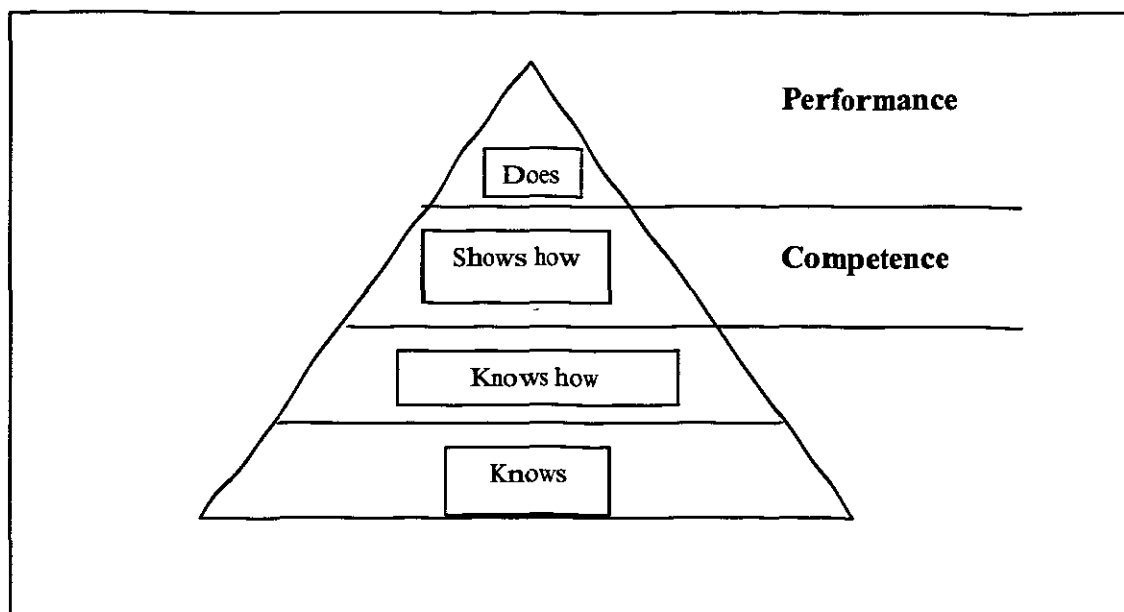 Performance
Does
Shows how
Competence
Knows how
Knows